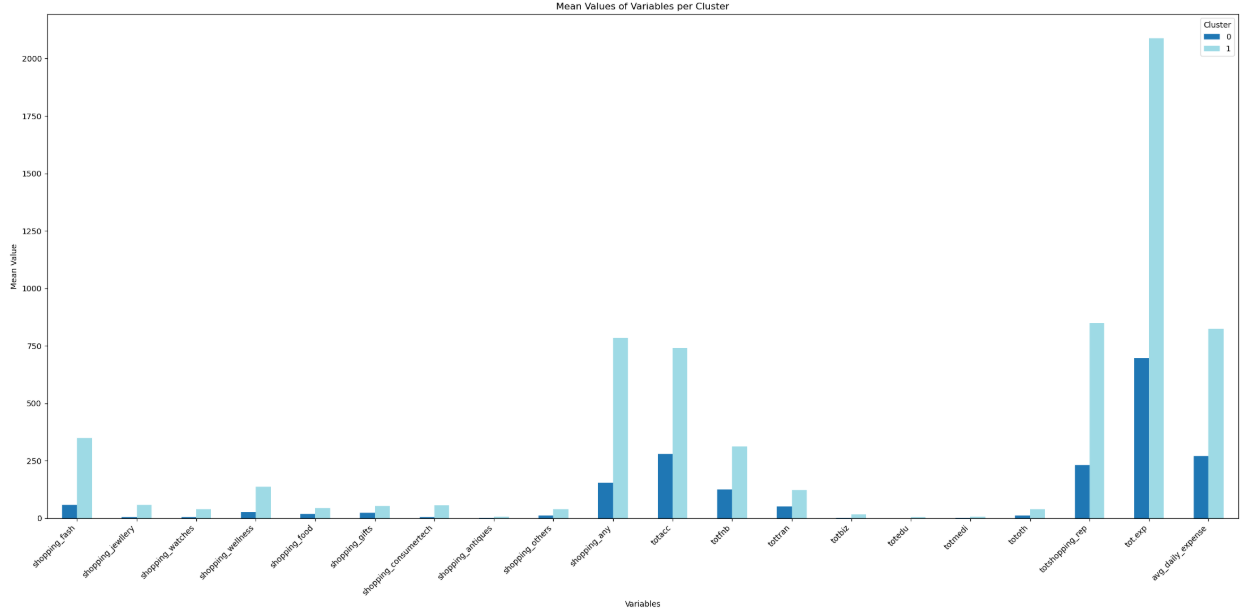 Mean Values of Variables per Cluster
Cluster
0
1
Mean Value
2000
1750
1500
1250
1000
750
500
250
0
shopping_fash
shopping_jewellery
shopping_watches
shopping_wellness
shopping_food
shopping_gifts
shopping_consumertech
shopping_antiques
shopping_others
shopping_any
totacc
totfnb
tottran
totbiz
totedu
totmedi
tototh
totshopping_rep
tot.exp
avg_daily_expense
Variables